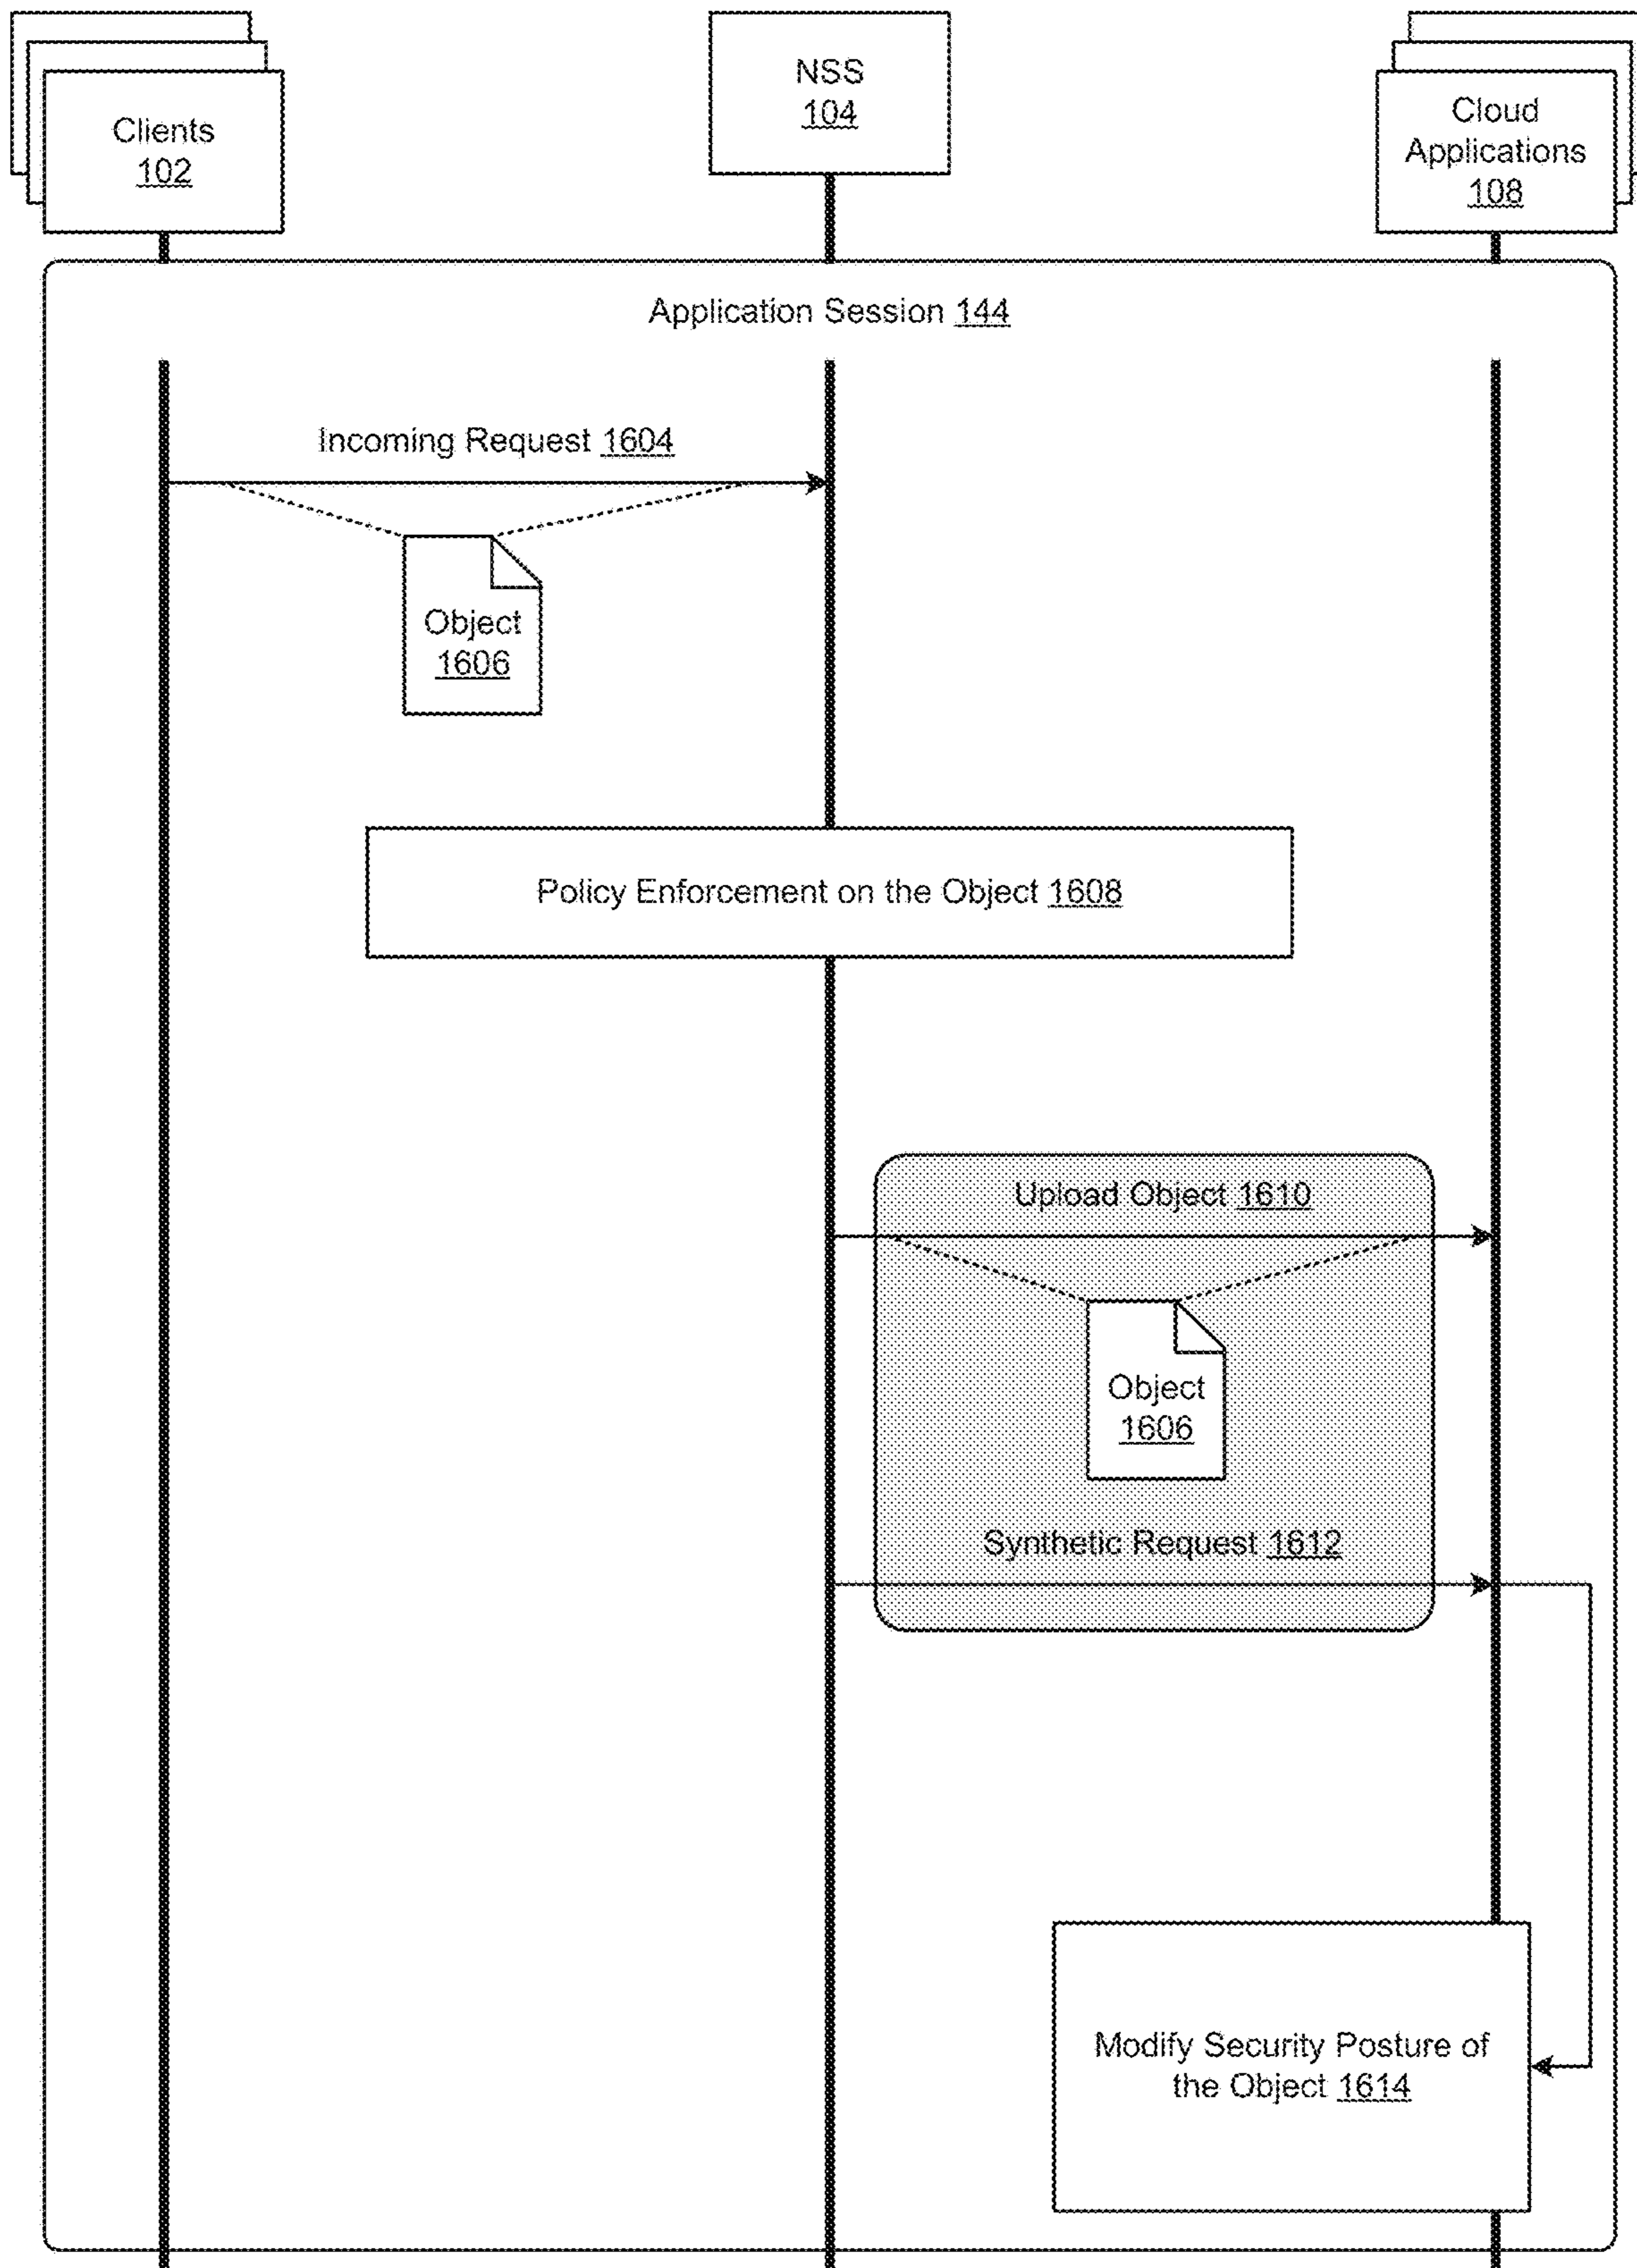 Clients
102
NSS
104
Cloud
Applications
108
Application Session 144
Incoming Request 1604
Object
1606
Policy Enforcement on the Object 1608
Upload Object 1610
Object
1606
Synthetic Request 1612
Modify Security Posture of
the Object 1614